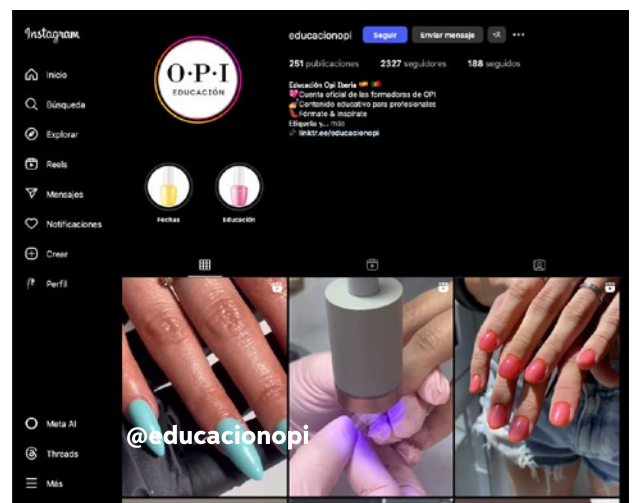 Instagram
Inicio
Búsqueda
Explorar
Reels
Mensajes
Notificaciones
Crear
Perfil
Meta AI
Threads
Más
O·P·I
EDUCACIÓN
educacionopi Seguir Enviar mensaje
251 publicaciones 2327 seguidores 188 seguidos
Educación Opi Iberia 🇪🇸 🇵🇹
💖Cuenta oficial de las formadoras de OPI
💅Contenido educativo para profesionales
💃Fórmate & inspírate
Etiqueta y... más
linktr.ee/educacionopi
Fechas
Educación
@educacionopi